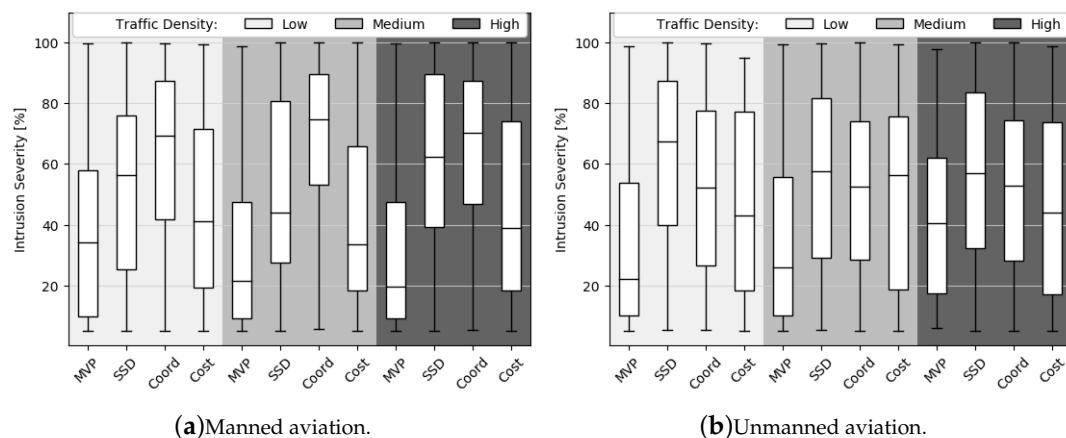 Traffic Density: Low Medium High
Intrusion Severity [%]
100
80
60
40
20
MVP SSD Coord Cost MVP SSD Coord Cost MVP SSD Coord Cost
(a)Manned aviation.
Traffic Density: Low Medium High
Intrusion Severity [%]
100
80
60
40
20
MVP SSD Coord Cost MVP SSD Coord Cost MVP SSD Coord Cost
(b)Unmanned aviation.